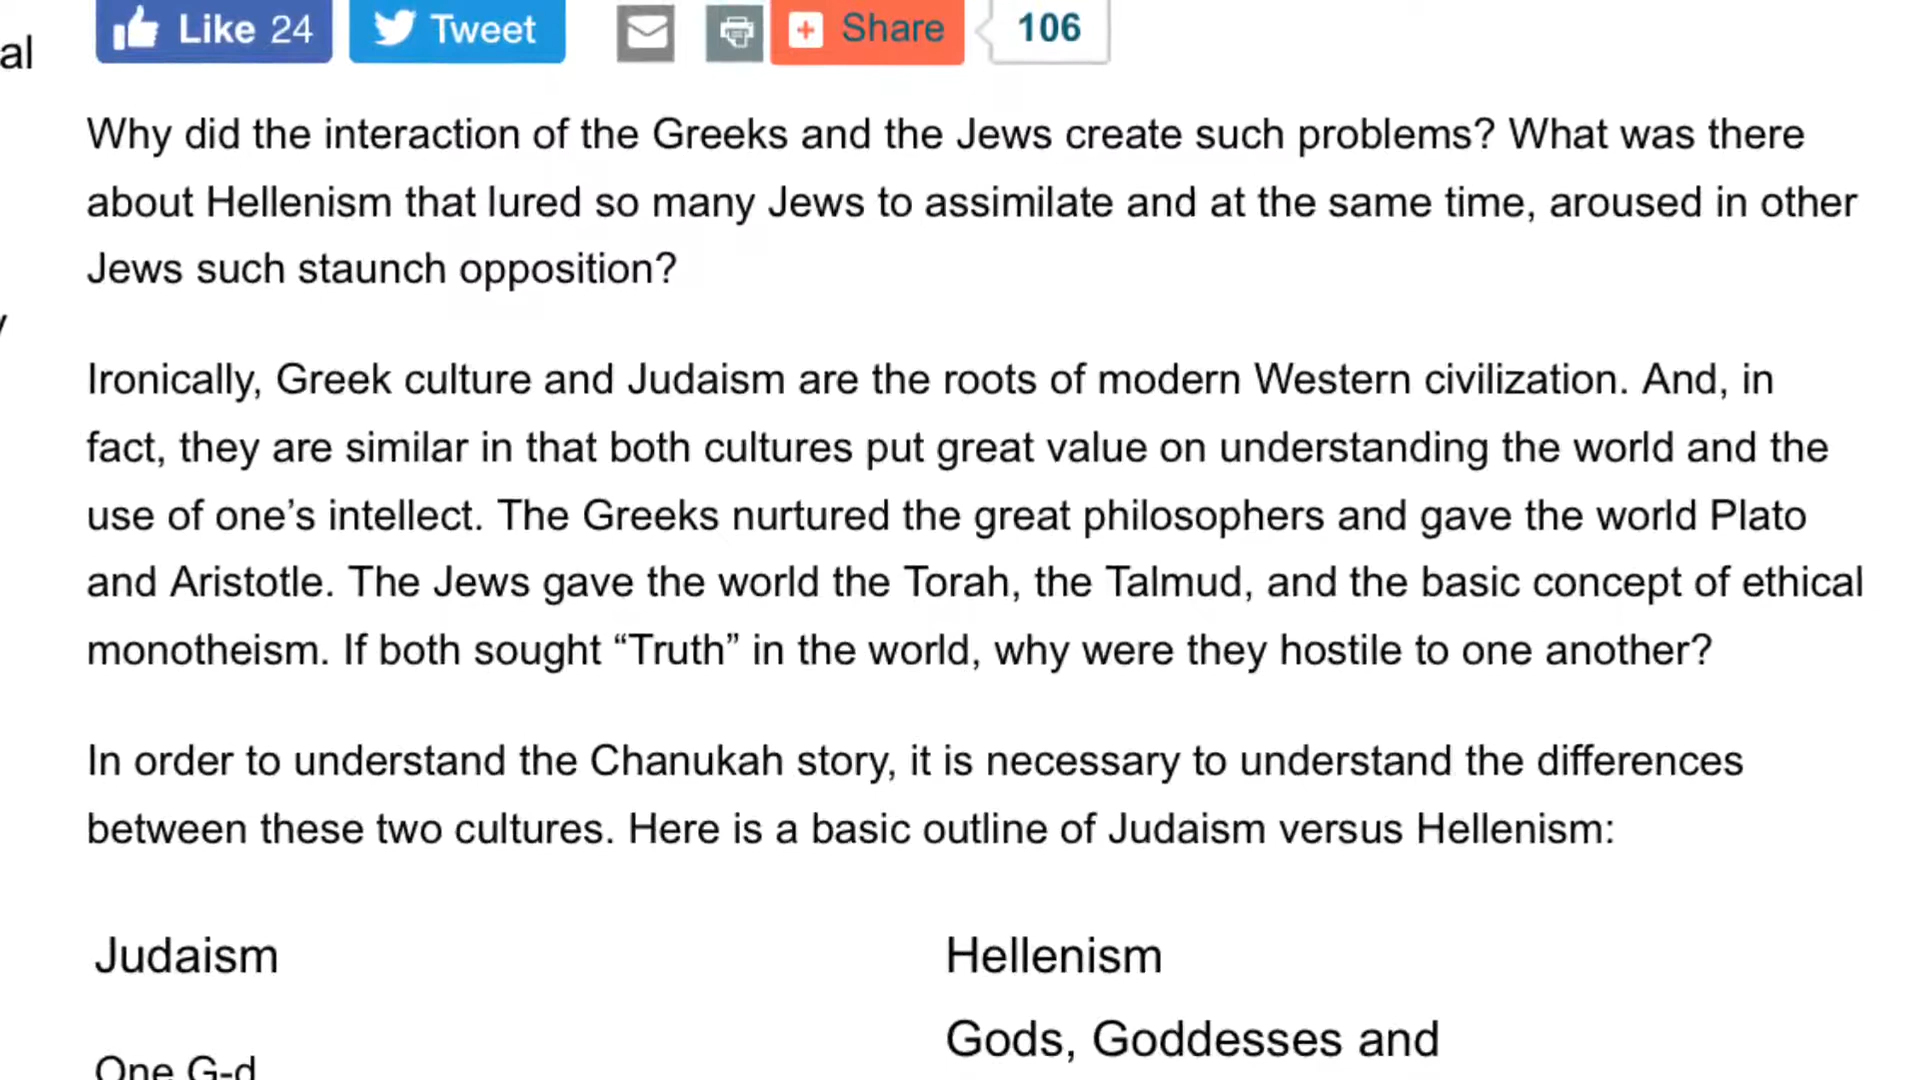 al
Like 24 Tweet Share 106
Why did the interaction of the Greeks and the Jews create such problems? What was there
about Hellenism that lured so many Jews to assimilate and at the same time, aroused in other
Jews such staunch opposition?
y
Ironically, Greek culture and Judaism are the roots of modern Western civilization. And, in
fact, they are similar in that both cultures put great value on understanding the world and the
use of one’s intellect. The Greeks nurtured the great philosophers and gave the world Plato
and Aristotle. The Jews gave the world the Torah, the Talmud, and the basic concept of ethical
monotheism. If both sought “Truth” in the world, why were they hostile to one another?
In order to understand the Chanukah story, it is necessary to understand the differences
between these two cultures. Here is a basic outline of Judaism versus Hellenism:
Judaism Hellenism
Gods, Goddesses and
One G-d